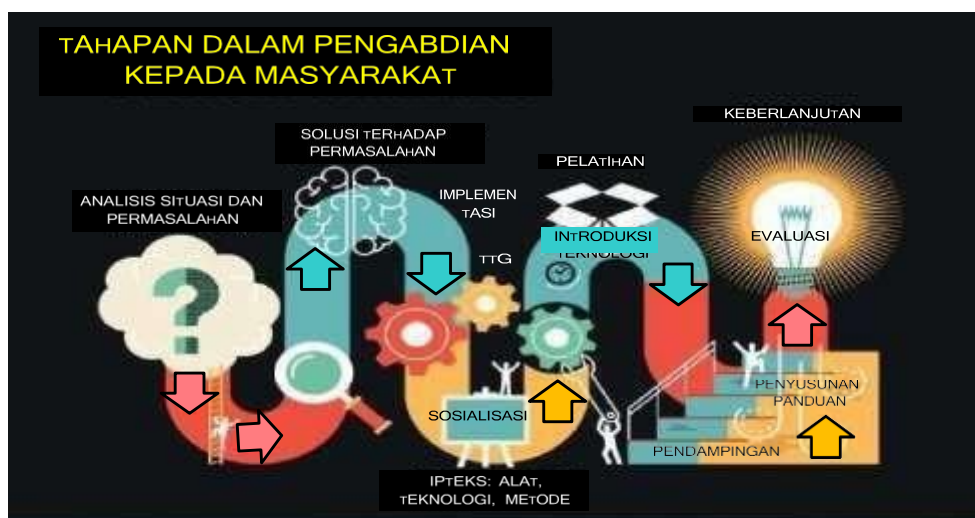 TAHAPAN DALAM PENGABDIAN
KEPADA MASYARAKAT
ANALISIS SITUASI DAN
PERMASALAHAN
SOLUSI TERHADAP
PERMASALAHAN
IMPLEMEN
TASI
TTG
SOSIALISASI
IPTEKS: ALAT,
TEKNOLOGI, METODE
PELATIHAN
INTRODUKSI
TEKNOLOGI
PENDAMPINGAN
PENYUSUNAN
PANDUAN
KEBERLANJUTAN
EVALUASI